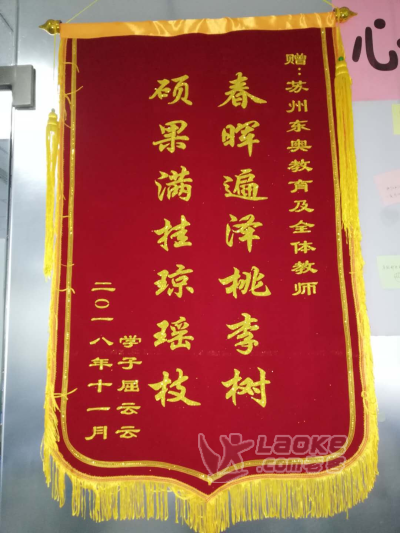 赠：苏州东奥教育及全体教师
春晖遍泽桃李树
硕果满挂琼瑶枝
学子屈云云
二〇一八年十一月
心
LAOKE
.com